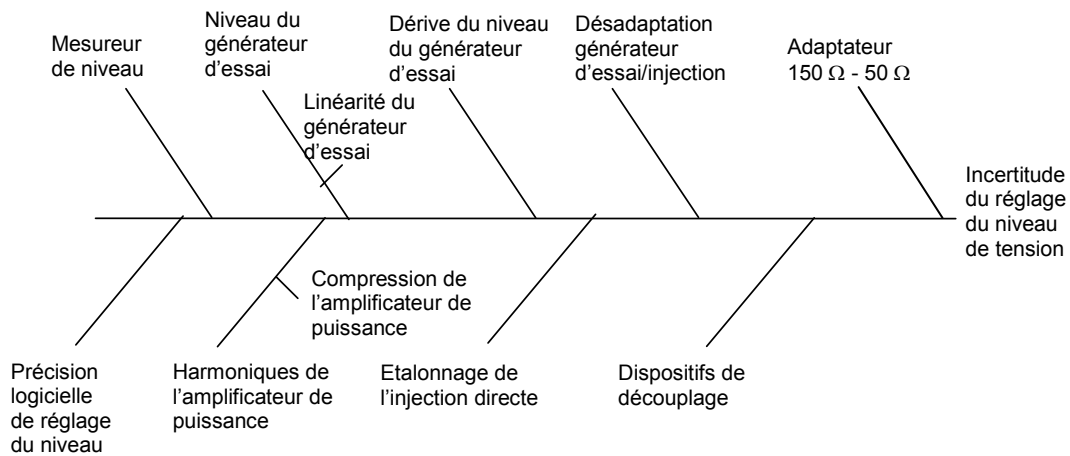 Mesureur
de niveau
Niveau du
générateur
d'essai
Linéarité du
générateur
d'essai
Dérive du niveau
du générateur
d'essai
Désadaptation
générateur
d'essai/injection
Adaptateur
150 Ω - 50 Ω
Incertitude
du réglage
du niveau
de tension
Compression de
l'amplificateur de
puissance
Précision
logicielle
de réglage
du niveau
Harmoniques de
l'amplificateur de
puissance
Etalonnage de
l'injection directe
Dispositifs de
découplage